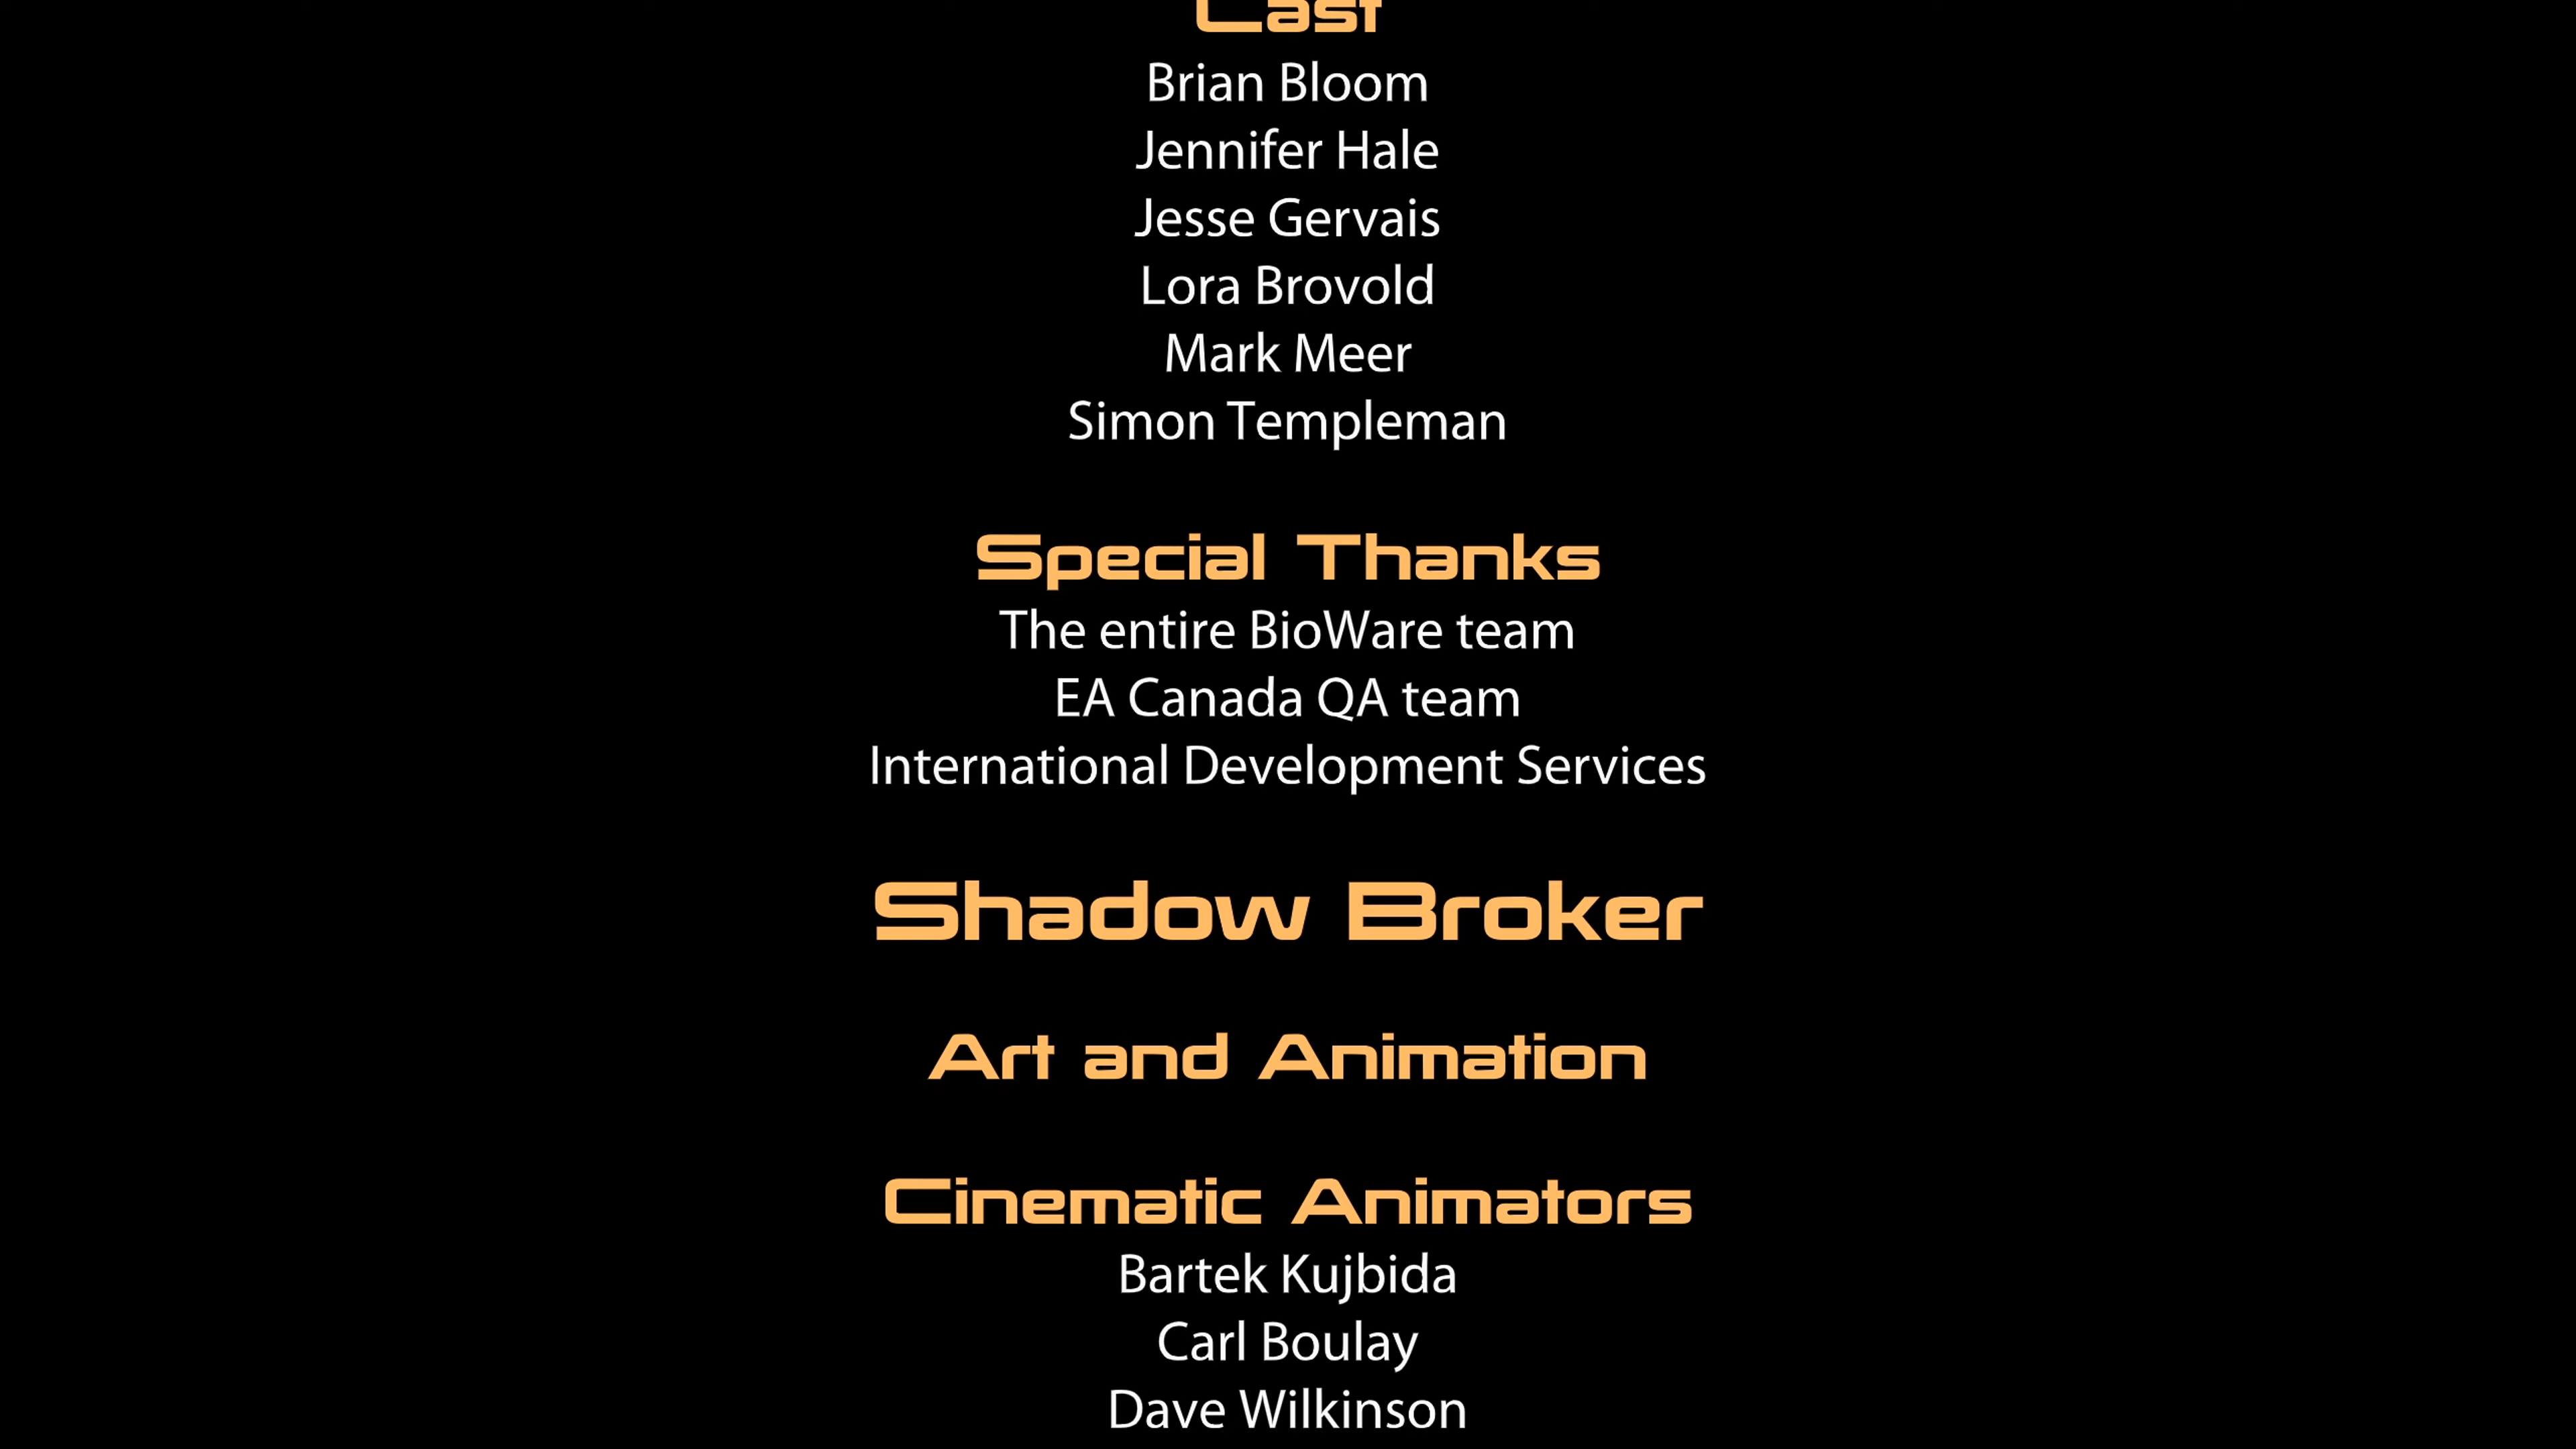 Cast
Brian Bloom
Jennifer Hale
Jesse Gervais
Lora Brovold
Mark Meer
Simon Templeman
Special Thanks
The entire BioWare team
EA Canada QA team
International Development Services
Shadow Broker
Art and Animation
Cinematic Animators
Bartek Kujbida
Carl Boulay
Dave Wilkinson